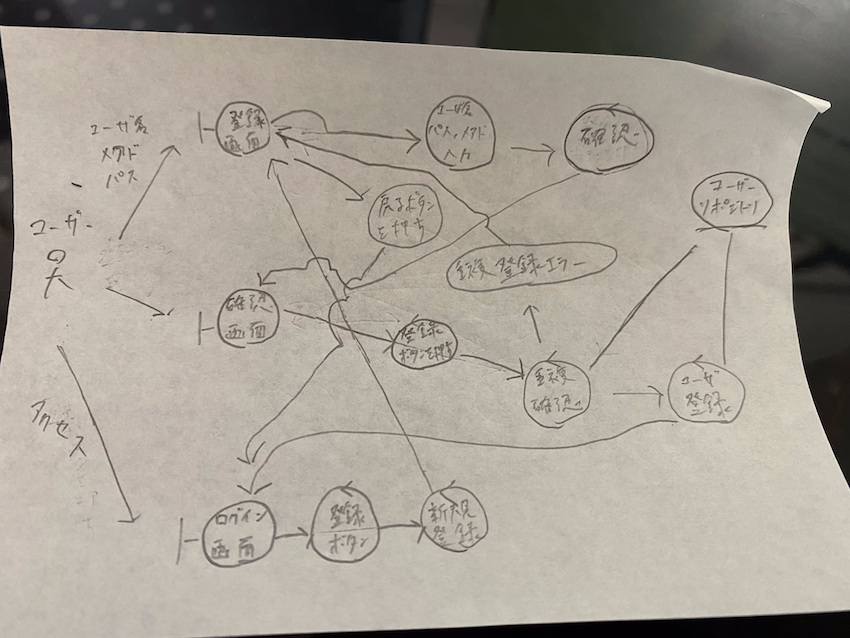 ユーザ名
メアド
パス
ユーザー
アクセス
登録
画面
ユーザ名
パス、メアド
入力
確認
戻るボタン
を押す
ユーザー
リポジトリ
重複登録エラー
確認
画面
登録
ボタンを押す
重複
確認
ユーザ
登録
ログイン
画面
登録
ボタン
新規
登録